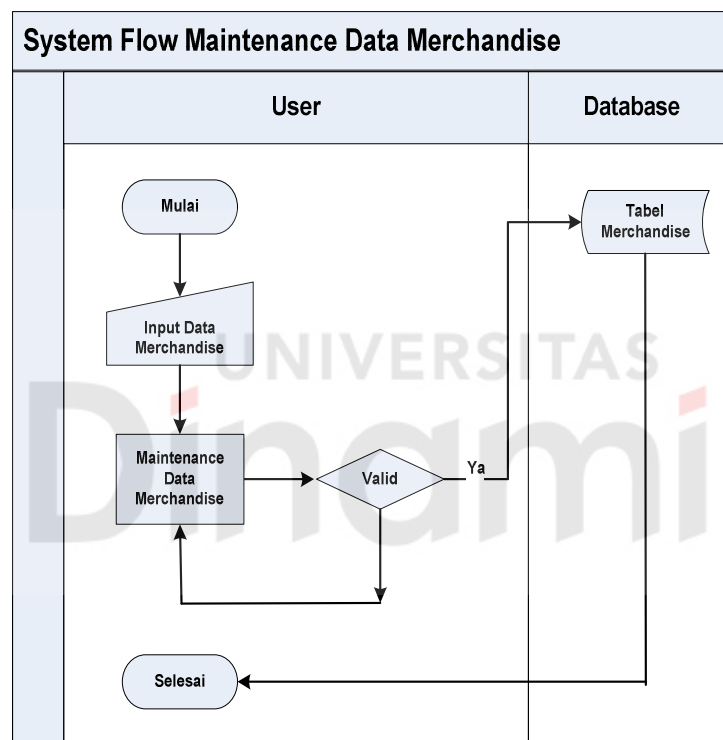 System Flow Maintenance Data Merchandise
User
Database
Mulai
Tabel
Merchandise
Input Data
Merchandise
UNIVERSITAS
Dinami
Maintenance
Data
Merchandise
Valid
Ya
Selesai